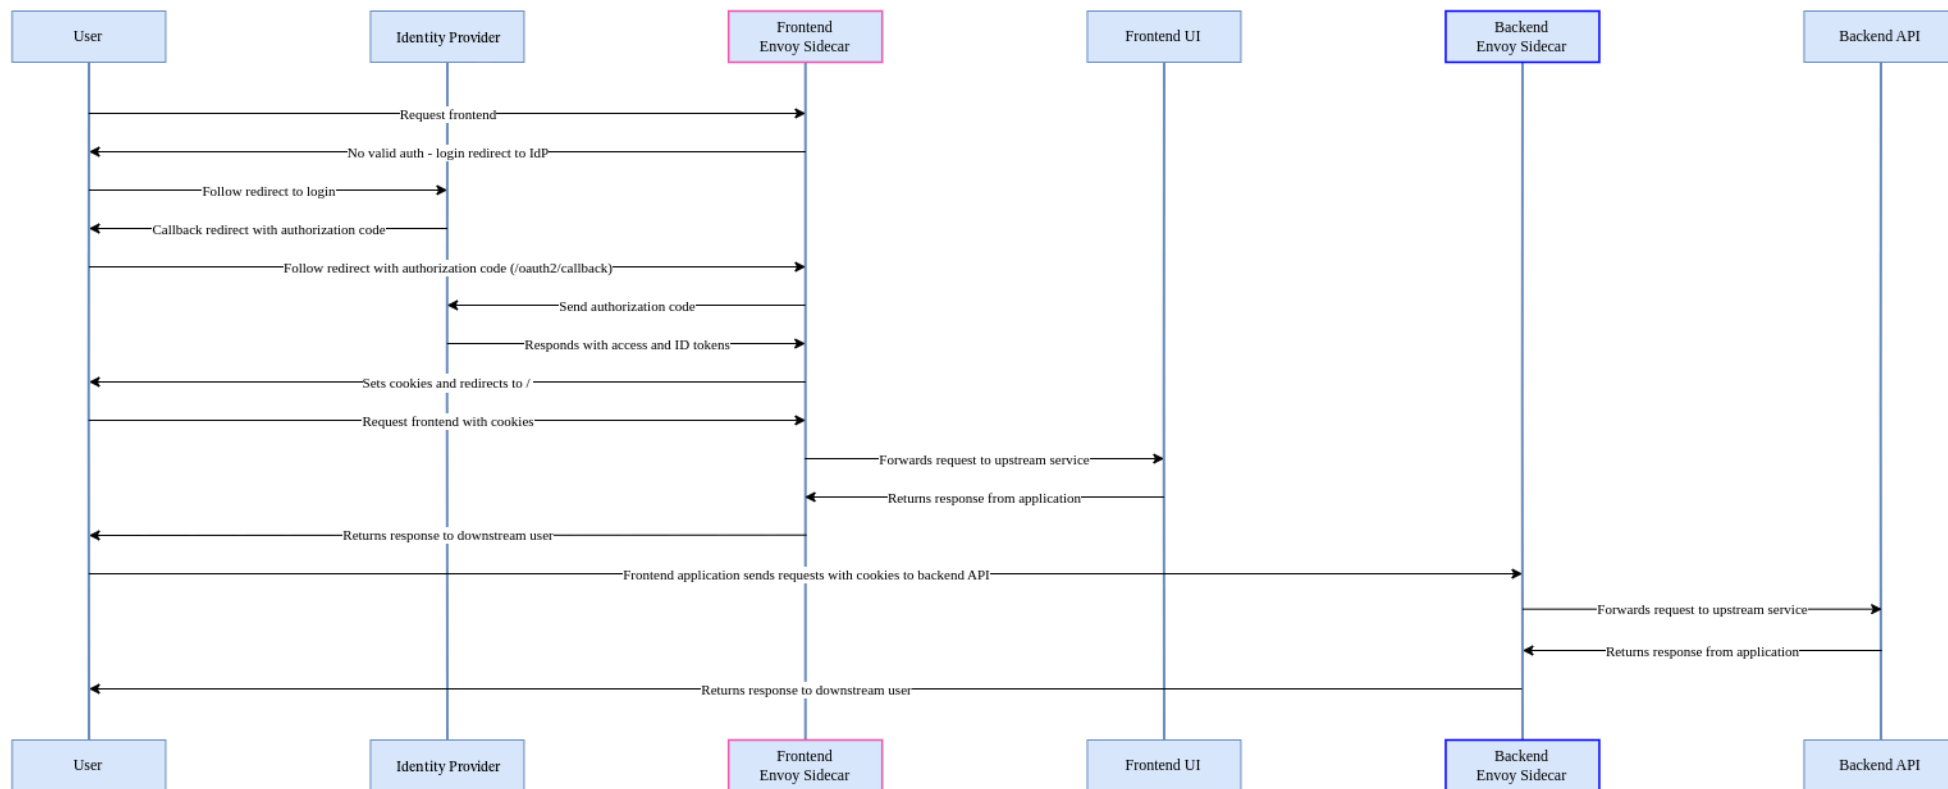 User
Identity Provider
Frontend
Envoy Sidecar
Frontend UI
Backend
Envoy Sidecar
Backend API
Request frontend
No valid auth - login redirect to IdP
Follow redirect to login
Callback redirect with authorization code
Follow redirect with authorization code (/oauth2/callback)
Send authorization code
Responds with access and ID tokens
Sets cookies and redirects to /
Request frontend with cookies
Forwards request to upstream service
Returns response from application
Returns response to downstream user
Frontend application sends requests with cookies to backend API
Forwards request to upstream service
Returns response from application
Returns response to downstream user
User
Identity Provider
Frontend
Envoy Sidecar
Frontend UI
Backend
Envoy Sidecar
Backend API